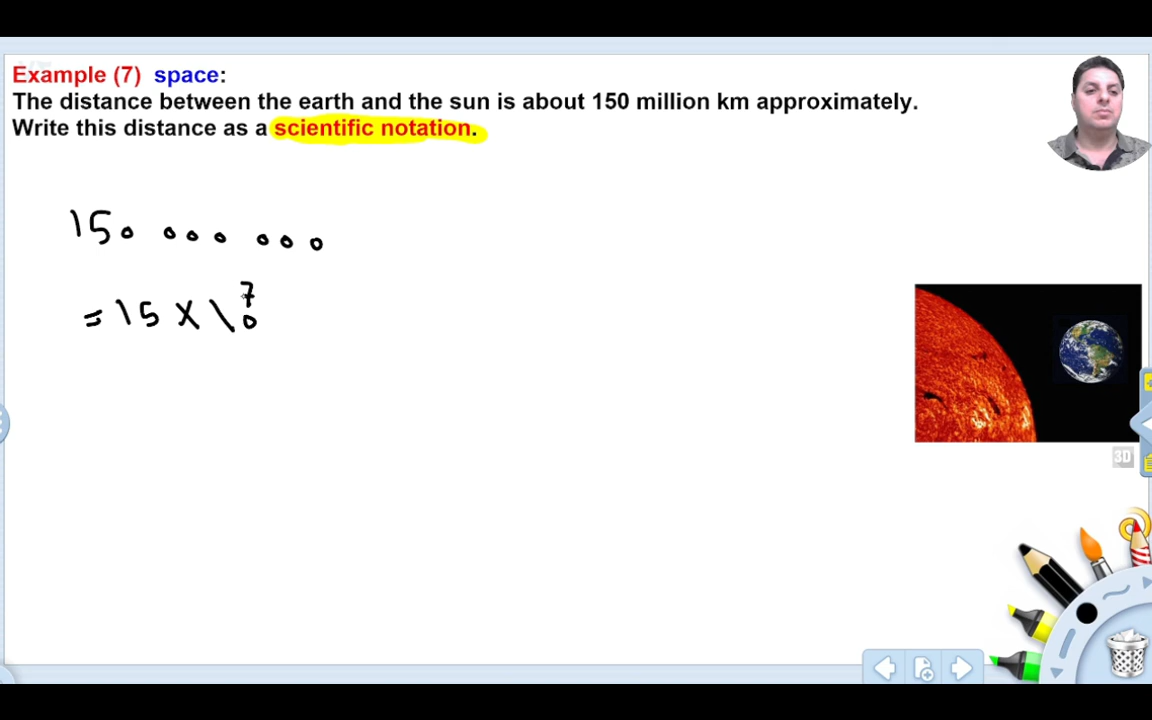 Example (7) space:
The distance between the earth and the sun is about 150 million km approximately.
Write this distance as a scientific notation.
150 000 000
= 15 × 10⁷
3D